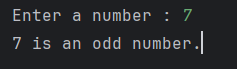 Enter a number : 7
7 is an odd number.